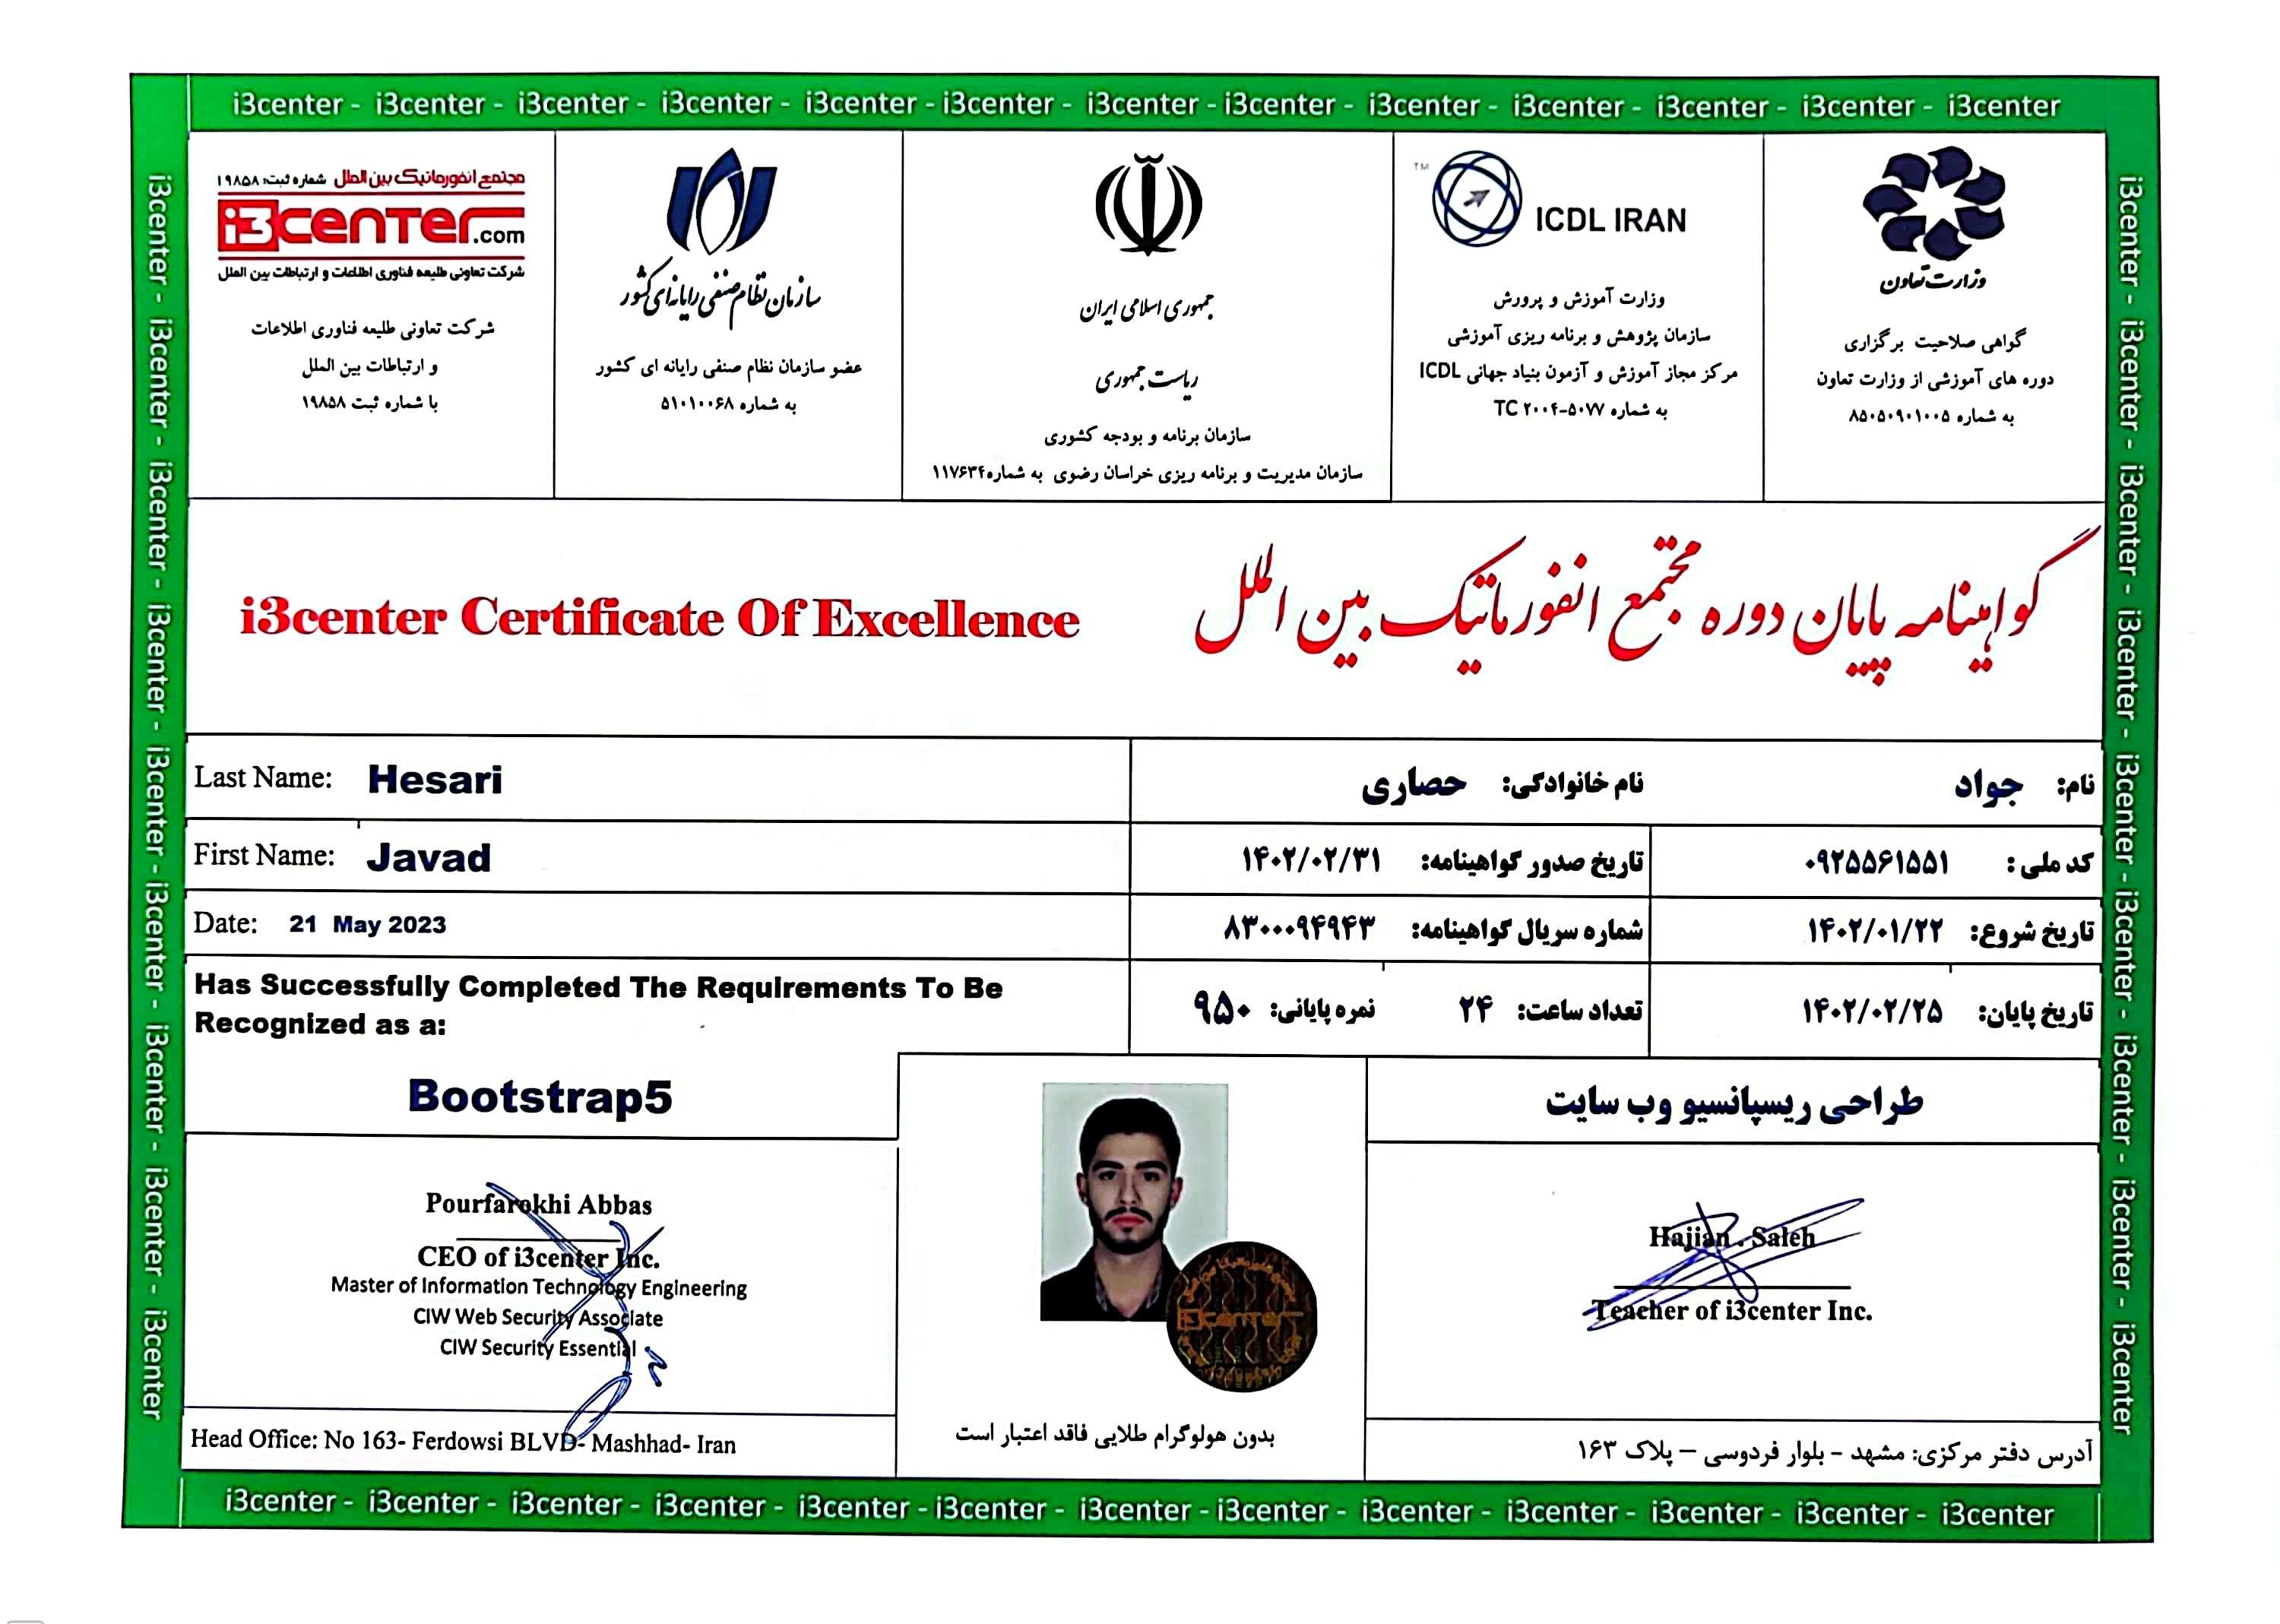 i3center - i3center - i3center - i3center - i3center - i3center - i3center - i3center - i3center - i3center - i3center - i3center - i3center
مجتمع انفورماتیک بین الملل شماره ثبت: ۱۹۸۵۸
i3center.com
شرکت تعاونی طلیعه فناوری اطلاعات و ارتباطات بین الملل
شرکت تعاونی طلیعه فناوری اطلاعات
و ارتباطات بین الملل
با شماره ثبت ۱۹۸۵۸
سازمان نظام صنفی رایانه‌ای کشور
عضو سازمان نظام صنفی رایانه ای کشور
به شماره ۵۱۰۱۰۰۶۸
جمهوری اسلامی ایران
ریاست جمهوری
سازمان برنامه و بودجه کشوری
سازمان مدیریت و برنامه ریزی خراسان رضوی به شماره۱۱۷۶۳۴
TM
ICDL IRAN
وزارت آموزش و پرورش
سازمان پژوهش و برنامه ریزی آموزشی
مرکز مجاز آموزش و آزمون بنیاد جهانی ICDL
به شماره TC ۲۰۰۴-۵۰۷۷
وزارت تعاون
گواهی صلاحیت برگزاری
دوره های آموزشی از وزارت تعاون
به شماره ۸۵۰۵۰۹۰۱۰۰۵
i3center Certificate Of Excellence
گواهینامه پایان دوره مجتمع انفورماتیک بین الملل
Last Name: Hesari
نام: جواد نام خانوادگی: حصاری
First Name: Javad
کد ملی : ۰۹۲۵۵۶۱۵۵۱ تاریخ صدور گواهینامه: ۱۴۰۲/۰۲/۳۱
Date: 21 May 2023
تاریخ شروع: ۱۴۰۲/۰۱/۲۲ شماره سریال گواهینامه: ۸۳۰۰۰۹۴۹۴۳
Has Successfully Completed The Requirements To Be
Recognized as a:
تاریخ پایان: ۱۴۰۲/۰۲/۲۵ تعداد ساعت: ۲۴ نمره پایانی: ۹۵۰
Bootstrap5
طراحی ریسپانسیو وب سایت
Pourfarokhi Abbas
CEO of i3center Inc.
Master of Information Technology Engineering
CIW Web Security Associate
CIW Security Essential
i3center
Hajian . Saleh
Teacher of i3center Inc.
Head Office: No 163- Ferdowsi BLVD- Mashhad- Iran
بدون هولوگرام طلایی فاقد اعتبار است
آدرس دفتر مرکزی: مشهد - بلوار فردوسی – پلاک ۱۶۳
i3center - i3center - i3center - i3center - i3center - i3center - i3center - i3center - i3center
i3center - i3center - i3center - i3center - i3center - i3center - i3center - i3center - i3center
i3center - i3center - i3center - i3center - i3center - i3center - i3center - i3center - i3center - i3center - i3center - i3center - i3center